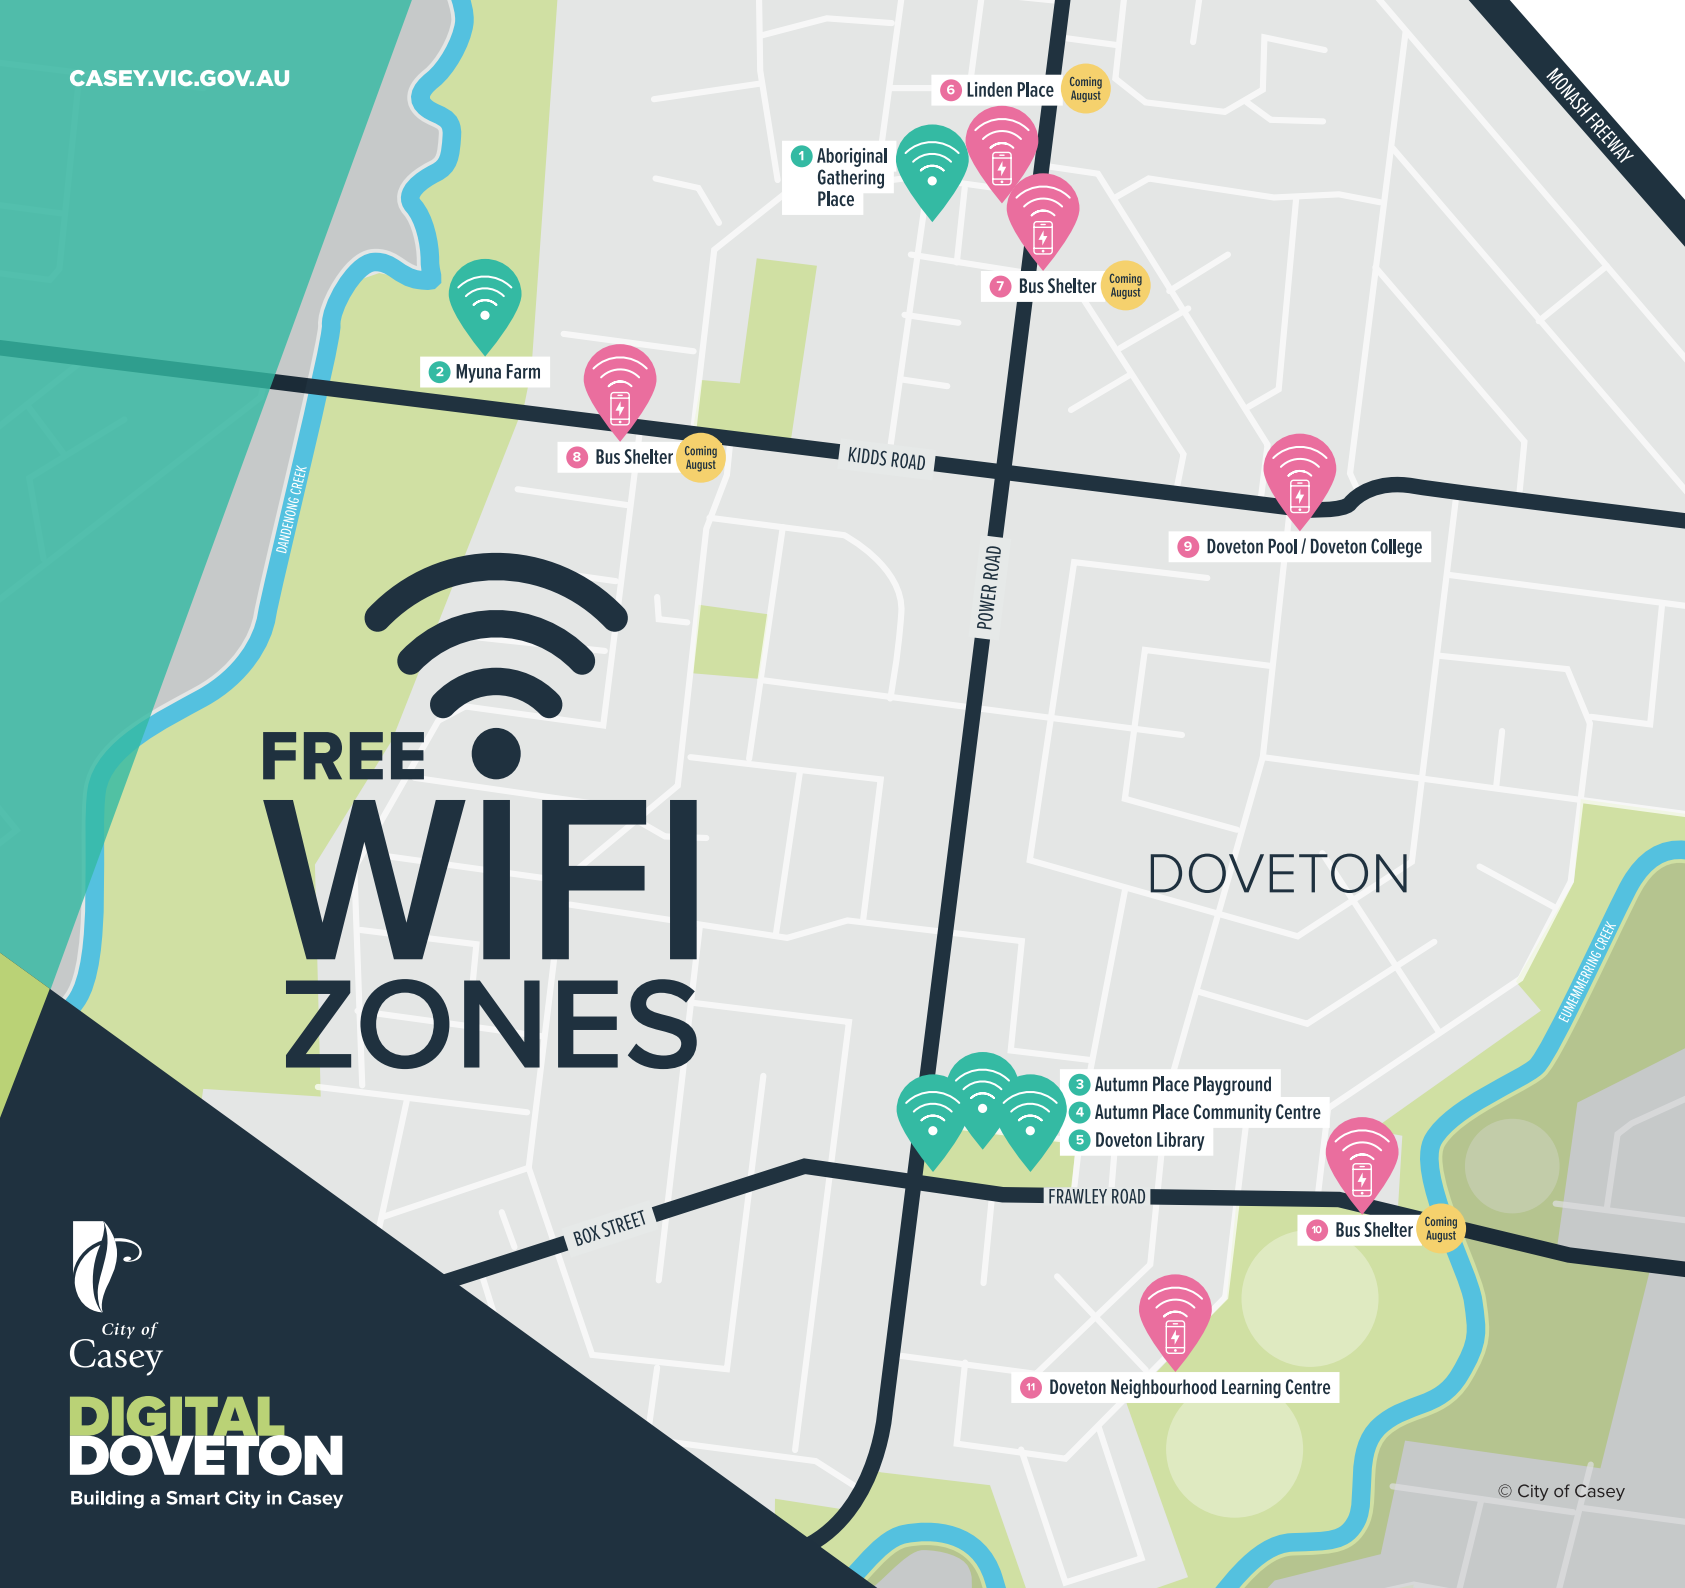 CASEY.VIC.GOV.AU
MONASH FREEWAY
6 Linden Place
Coming
August
1 Aboriginal
Gathering
Place
7 Bus Shelter
Coming
August
2 Myuna Farm
8 Bus Shelter
Coming
August
KIDDS ROAD
DANDENONG CREEK
9 Doveton Pool / Doveton College
POWER ROAD
FREE
WIFI
ZONES
DOVETON
EUMEMMERRING CREEK
3 Autumn Place Playground
4 Autumn Place Community Centre
5 Doveton Library
FRAWLEY ROAD
BOX STREET
10 Bus Shelter
Coming
August
11 Doveton Neighbourhood Learning Centre
City of
Casey
DIGITAL
DOVETON
Building a Smart City in Casey
© City of Casey